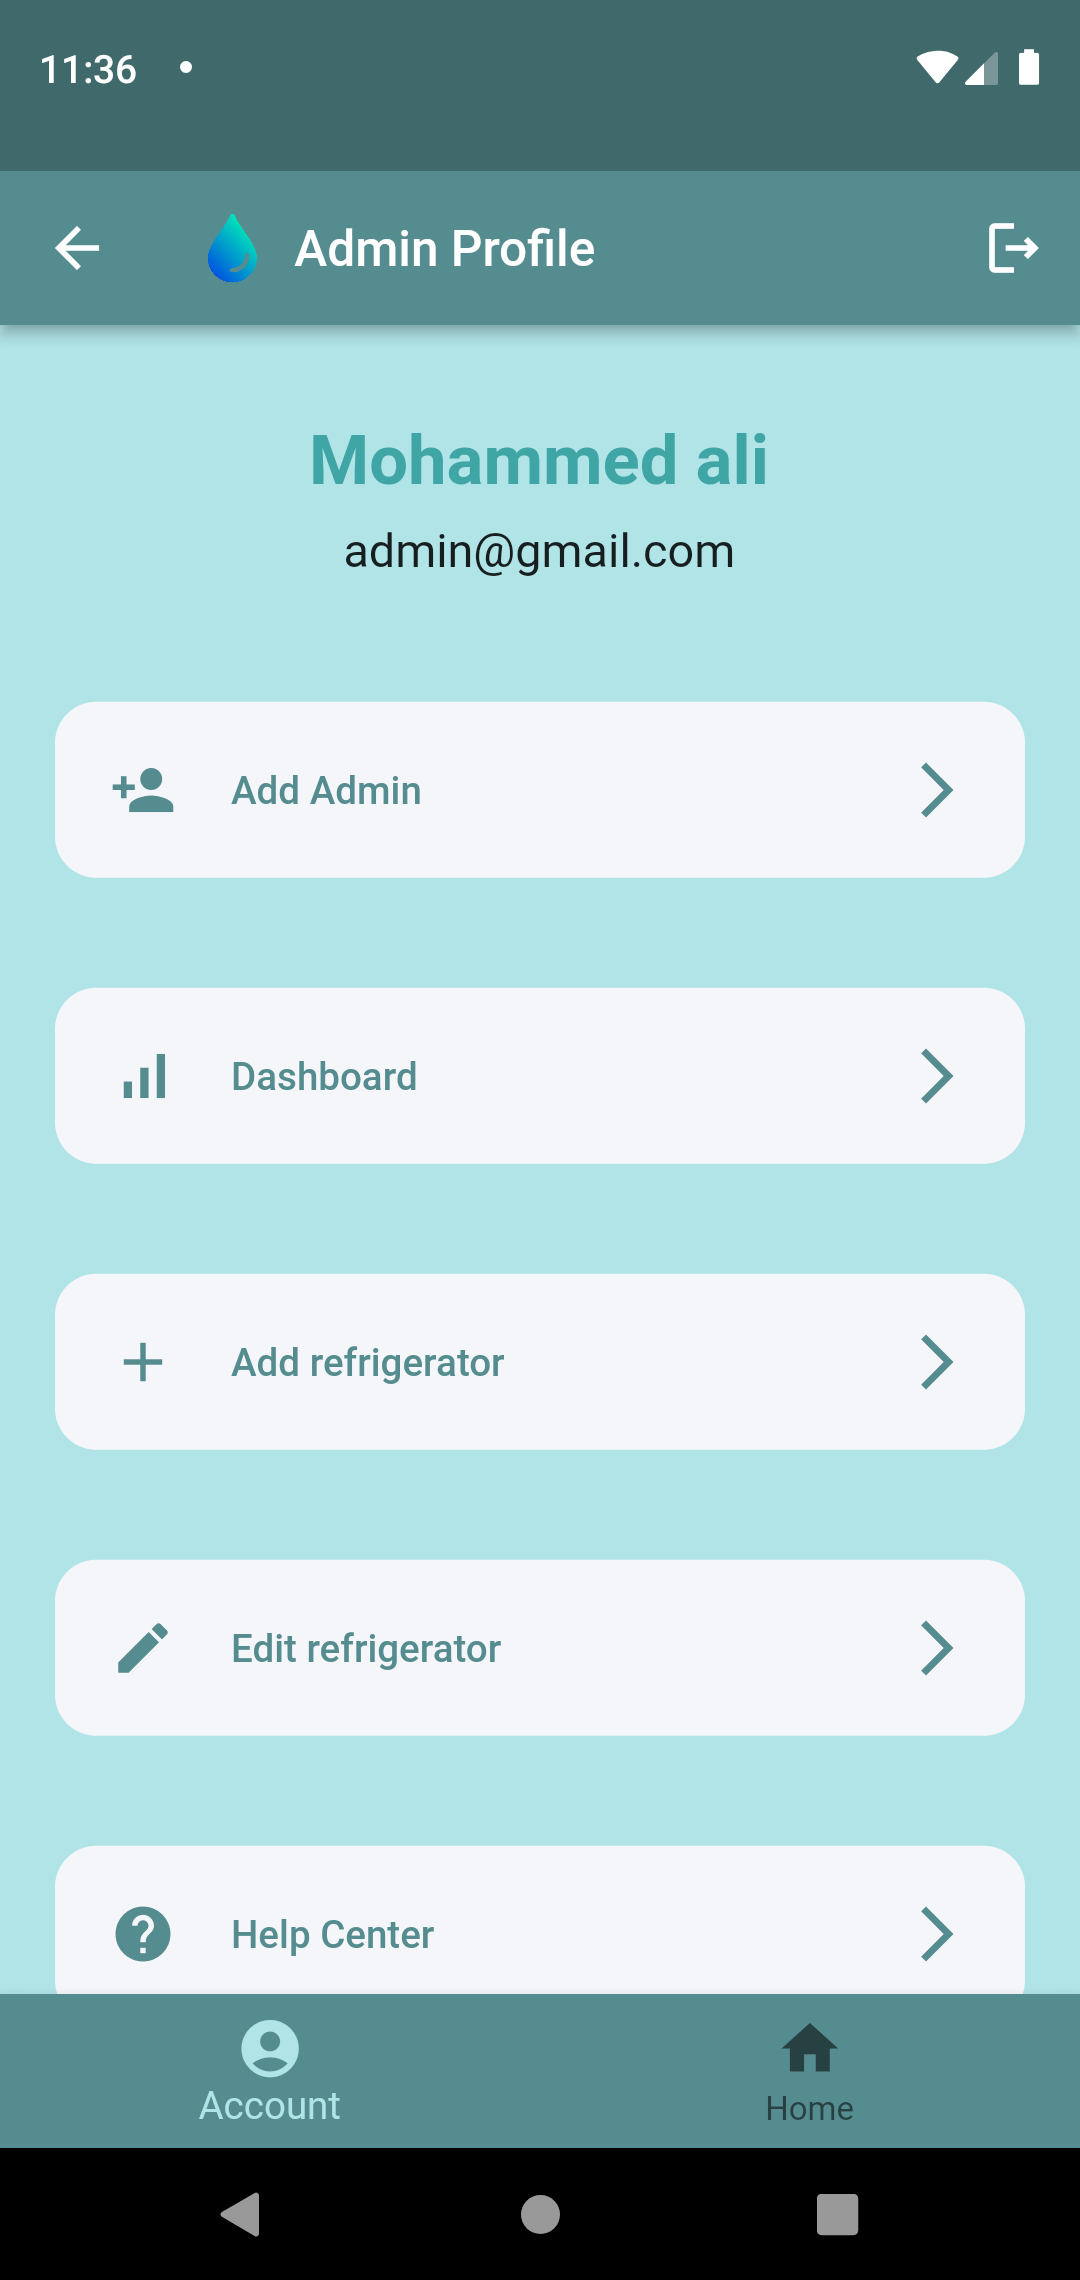 11:36
Admin Profile
Mohammed ali
admin@gmail.com
Add Admin
Dashboard
Add refrigerator
Edit refrigerator
Help Center
Account
Home